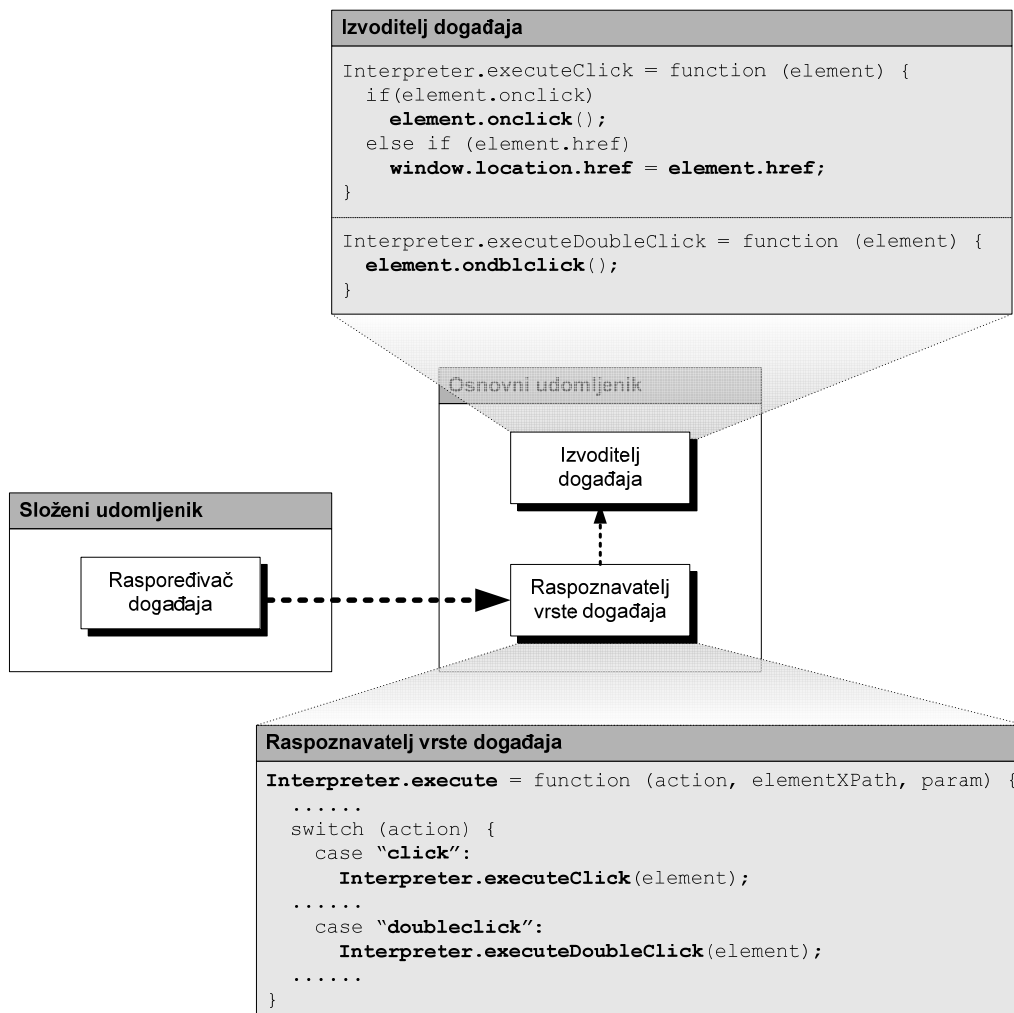 Izvoditelj događaja
Interpreter.executeClick = function (element) {
  if(element.onclick)
    element.onclick();
  else if (element.href)
    window.location.href = element.href;
}
Interpreter.executeDoubleClick = function (element) {
  element.ondblclick();
}
Osnovni udomljenik
Izvoditelj
događaja
Složeni udomljenik
Raspoređivač
događaja
Raspoznavatelj
vrste događaja
Raspoznavatelj vrste događaja
Interpreter.execute = function (action, elementXPath, param) {
  ......
  switch (action) {
    case “click”:
      Interpreter.executeClick(element);
  ......
    case “doubleclick”:
      Interpreter.executeDoubleClick(element);
  ......
}